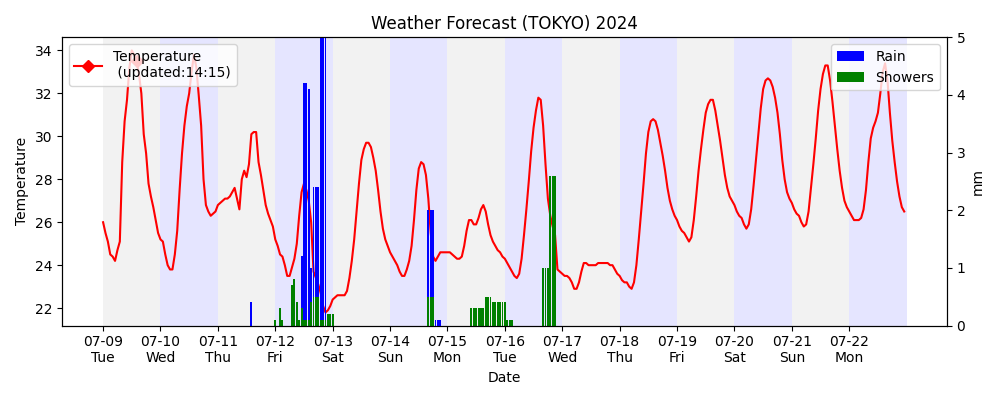 Weather Forecast (TOKYO) 2024
Temperature
(updated:14:15)
Rain
Showers
Temperature
34
32
30
28
26
24
22
5
4
3
2
1
0
mm
07-09 07-10 07-11 07-12 07-13 07-14 07-15 07-16 07-17 07-18 07-19 07-20 07-21 07-22
Tue Wed Thu Fri Sat Sun Mon Tue Wed Thu Fri Sat Sun Mon
Date